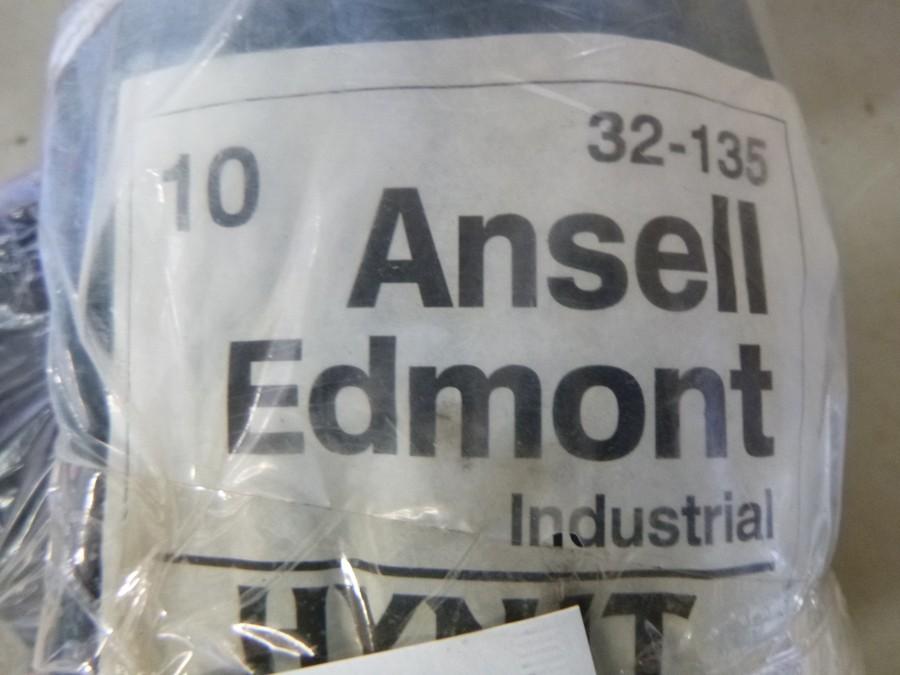 10
32-135
Ansell
Edmont
Industrial